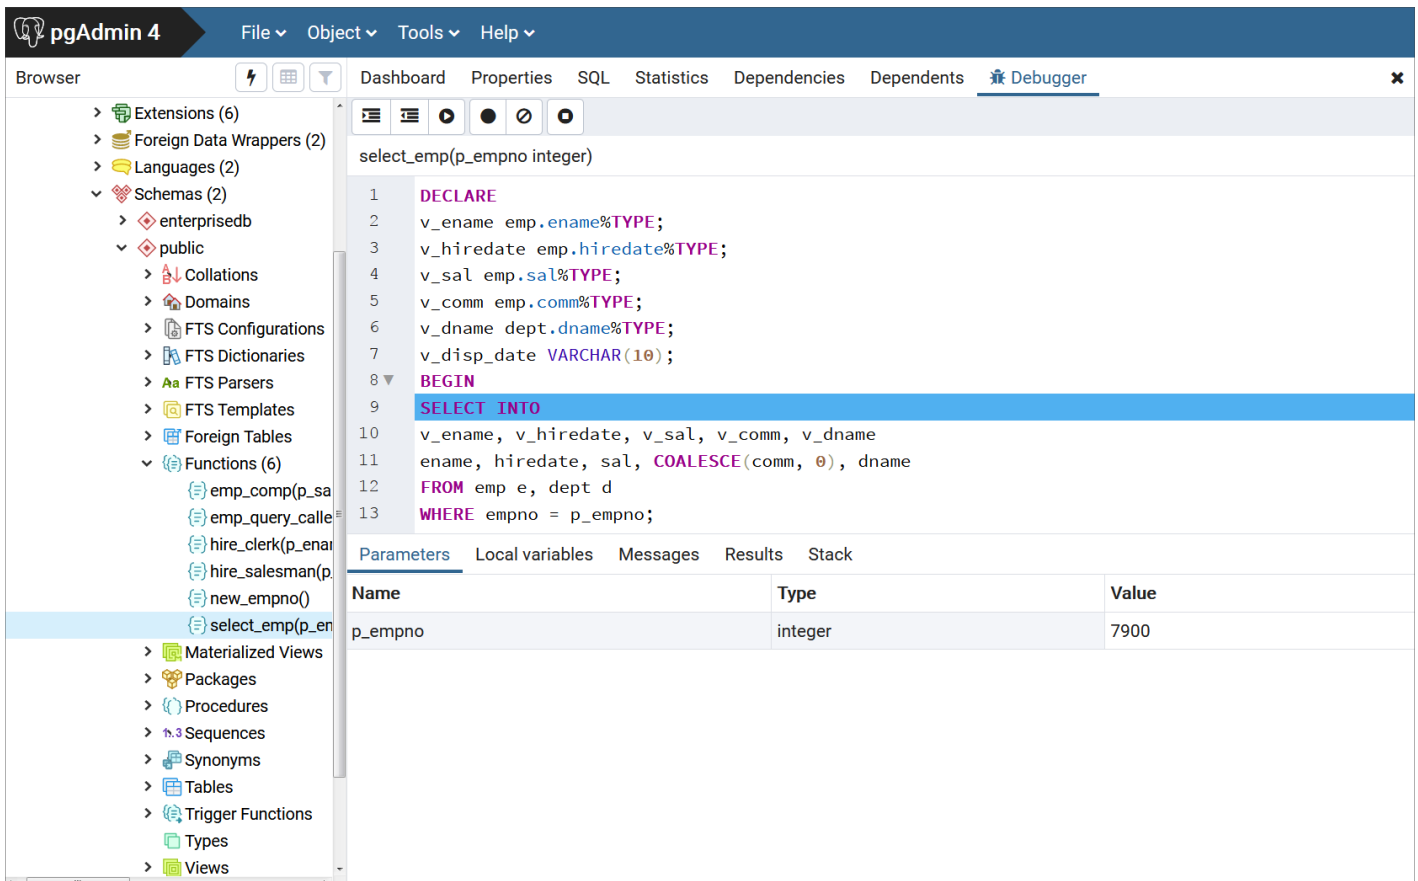 pgAdmin 4 File Object Tools Help
Browser
Dashboard Properties SQL Statistics Dependencies Dependents Debugger
Extensions (6)
Foreign Data Wrappers (2)
Languages (2)
Schemas (2)
enterprisedb
public
Collations
Domains
FTS Configurations
FTS Dictionaries
FTS Parsers
FTS Templates
Foreign Tables
Functions (6)
emp_comp(p_sa
emp_query_calle
hire_clerk(p_enar
hire_salesman(p_
new_empno()
select_emp(p_en
Materialized Views
Packages
Procedures
Sequences
Synonyms
Tables
Trigger Functions
Types
Views
select_emp(p_empno integer)
1 DECLARE
2 v_ename emp.ename%TYPE;
3 v_hiredate emp.hiredate%TYPE;
4 v_sal emp.sal%TYPE;
5 v_comm emp.comm%TYPE;
6 v_dname dept.dname%TYPE;
7 v_disp_date VARCHAR(10);
8 BEGIN
9 SELECT INTO
10 v_ename, v_hiredate, v_sal, v_comm, v_dname
11 ename, hiredate, sal, COALESCE(comm, 0), dname
12 FROM emp e, dept d
13 WHERE empno = p_empno;
Parameters Local variables Messages Results Stack
Name Type Value
p_empno integer 7900